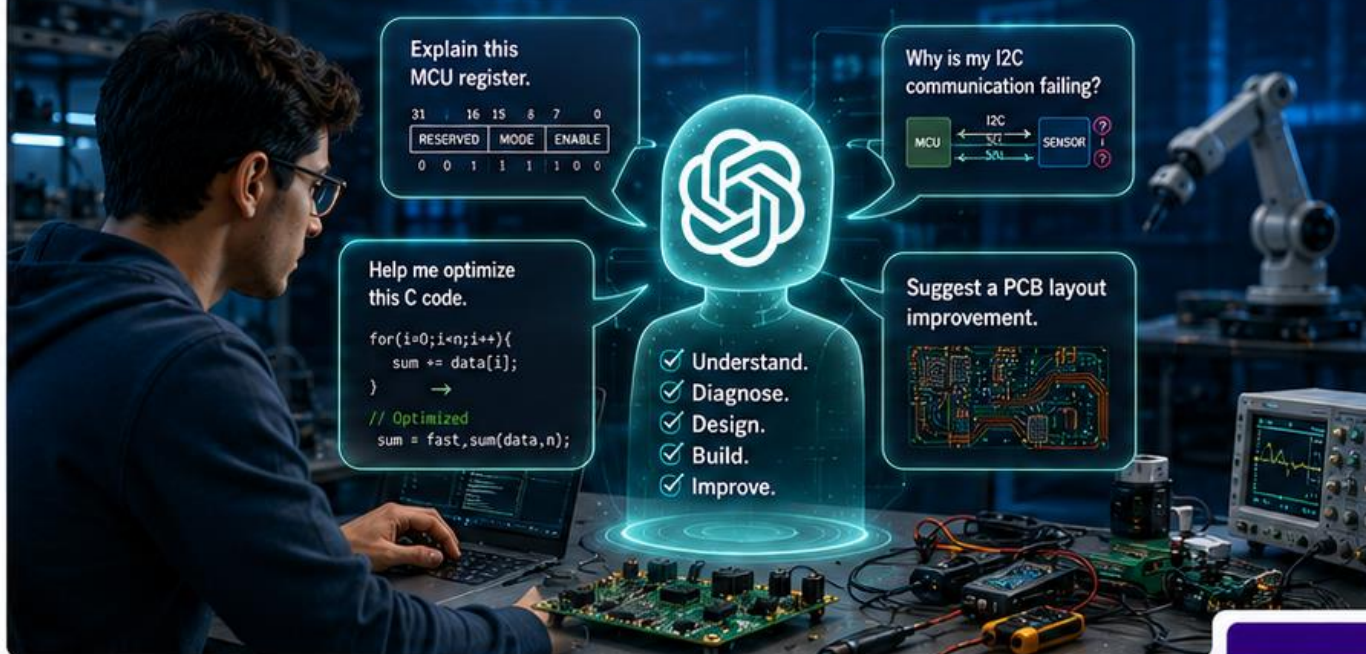 Explain this
MCU register.
31 16 15 8 7 0
RESERVED MODE ENABLE
0 0 1 1 1 1 1 0 0
Why is my I2C
communication failing?
I2C
MCU SENSOR
?
?
Help me optimize
this C code.
for(i=0;i<n;i++){
sum += data[i];
} →
// Optimized
sum = fast,sum(data,n);
Suggest a PCB layout
improvement.
Understand.
Diagnose.
Design.
Build.
Improve.